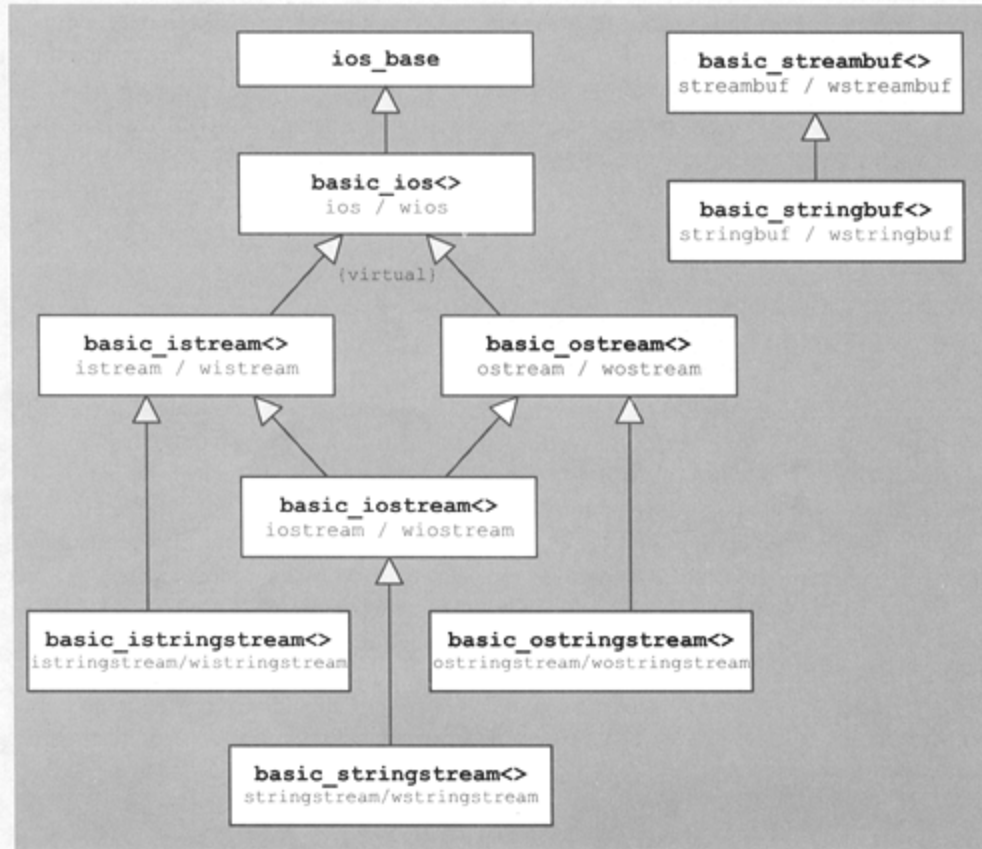 ios_base
basic_streambuf<>
streambuf / wstreambuf
basic_ios<>
ios / wios
basic_stringbuf<>
stringbuf / wstringbuf
{virtual}
basic_istream<>
istream / wistream
basic_ostream<>
ostream / wostream
basic_iostream<>
iostream / wiostream
basic_istringstream<>
istringstream/wistringstream
basic_ostringstream<>
ostringstream/wostringstream
basic_stringstream<>
stringstream/wstringstream